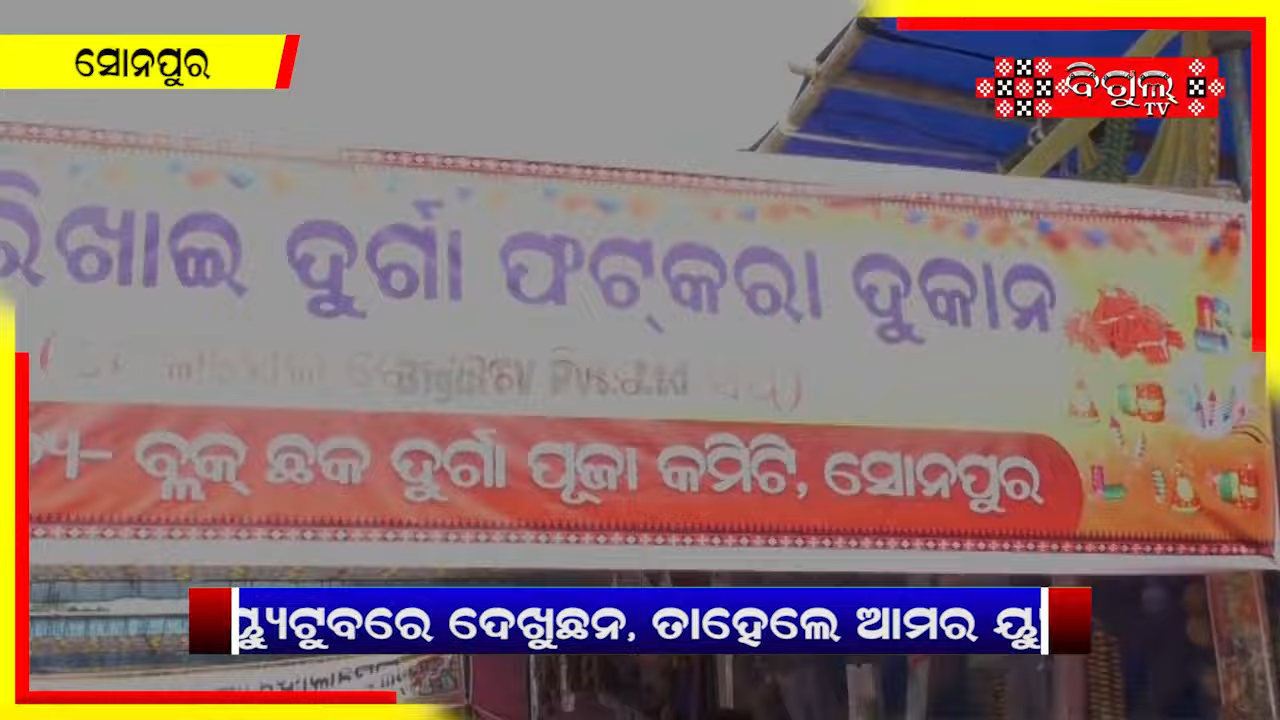 ସୋନପୁର
ବିଗୁଲ୍
TV
ରିଖାଇ ଦୁର୍ଗା ଫଟ୍‌କରା ଦୁକାନ
ବ୍ଲକ୍ ଛକ ଦୁର୍ଗା ପୂଜା କମିଟି, ସୋନପୁର
ୟୁଟୁବରେ ଦେଖୁଛନ, ତାହେଲେ ଆମର ୟୁ